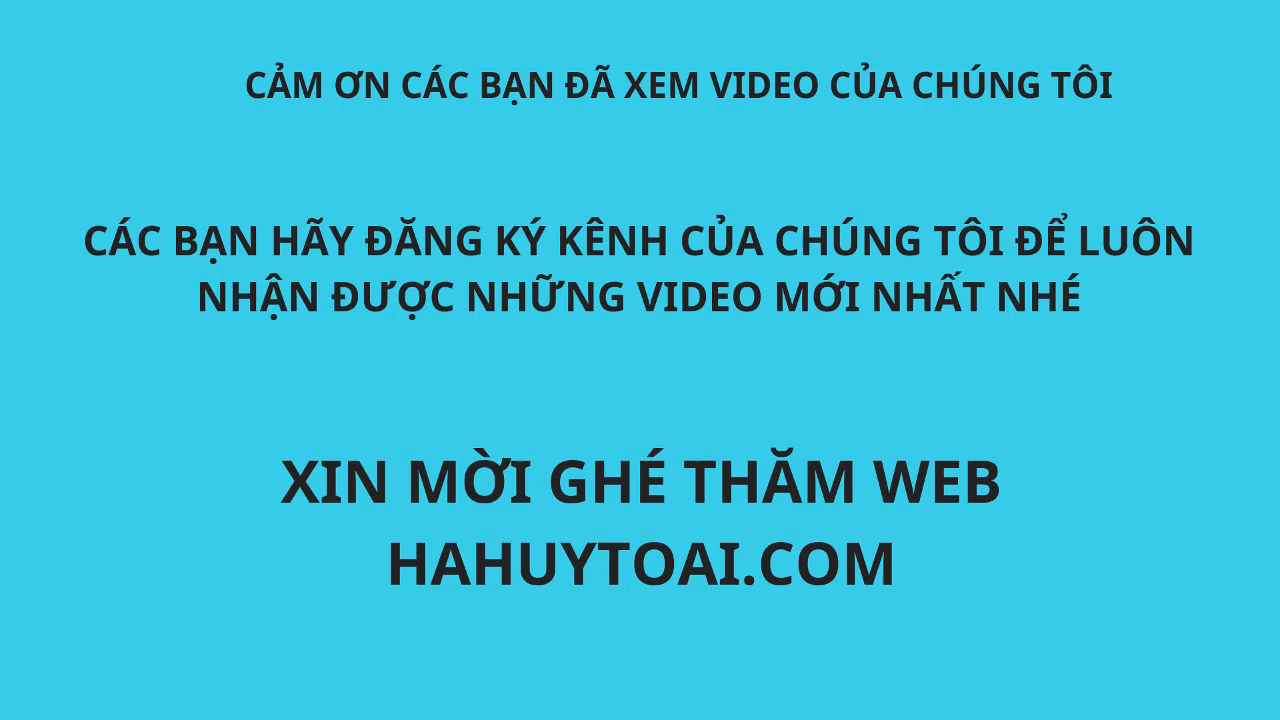 CẢM ƠN CÁC BẠN ĐÃ XEM VIDEO CỦA CHÚNG TÔI
CÁC BẠN HÃY ĐĂNG KÝ KÊNH CỦA CHÚNG TÔI ĐỂ LUÔN
NHẬN ĐƯỢC NHỮNG VIDEO MỚI NHẤT NHÉ
XIN MỜI GHÉ THĂM WEB
HAHUYTOAI.COM